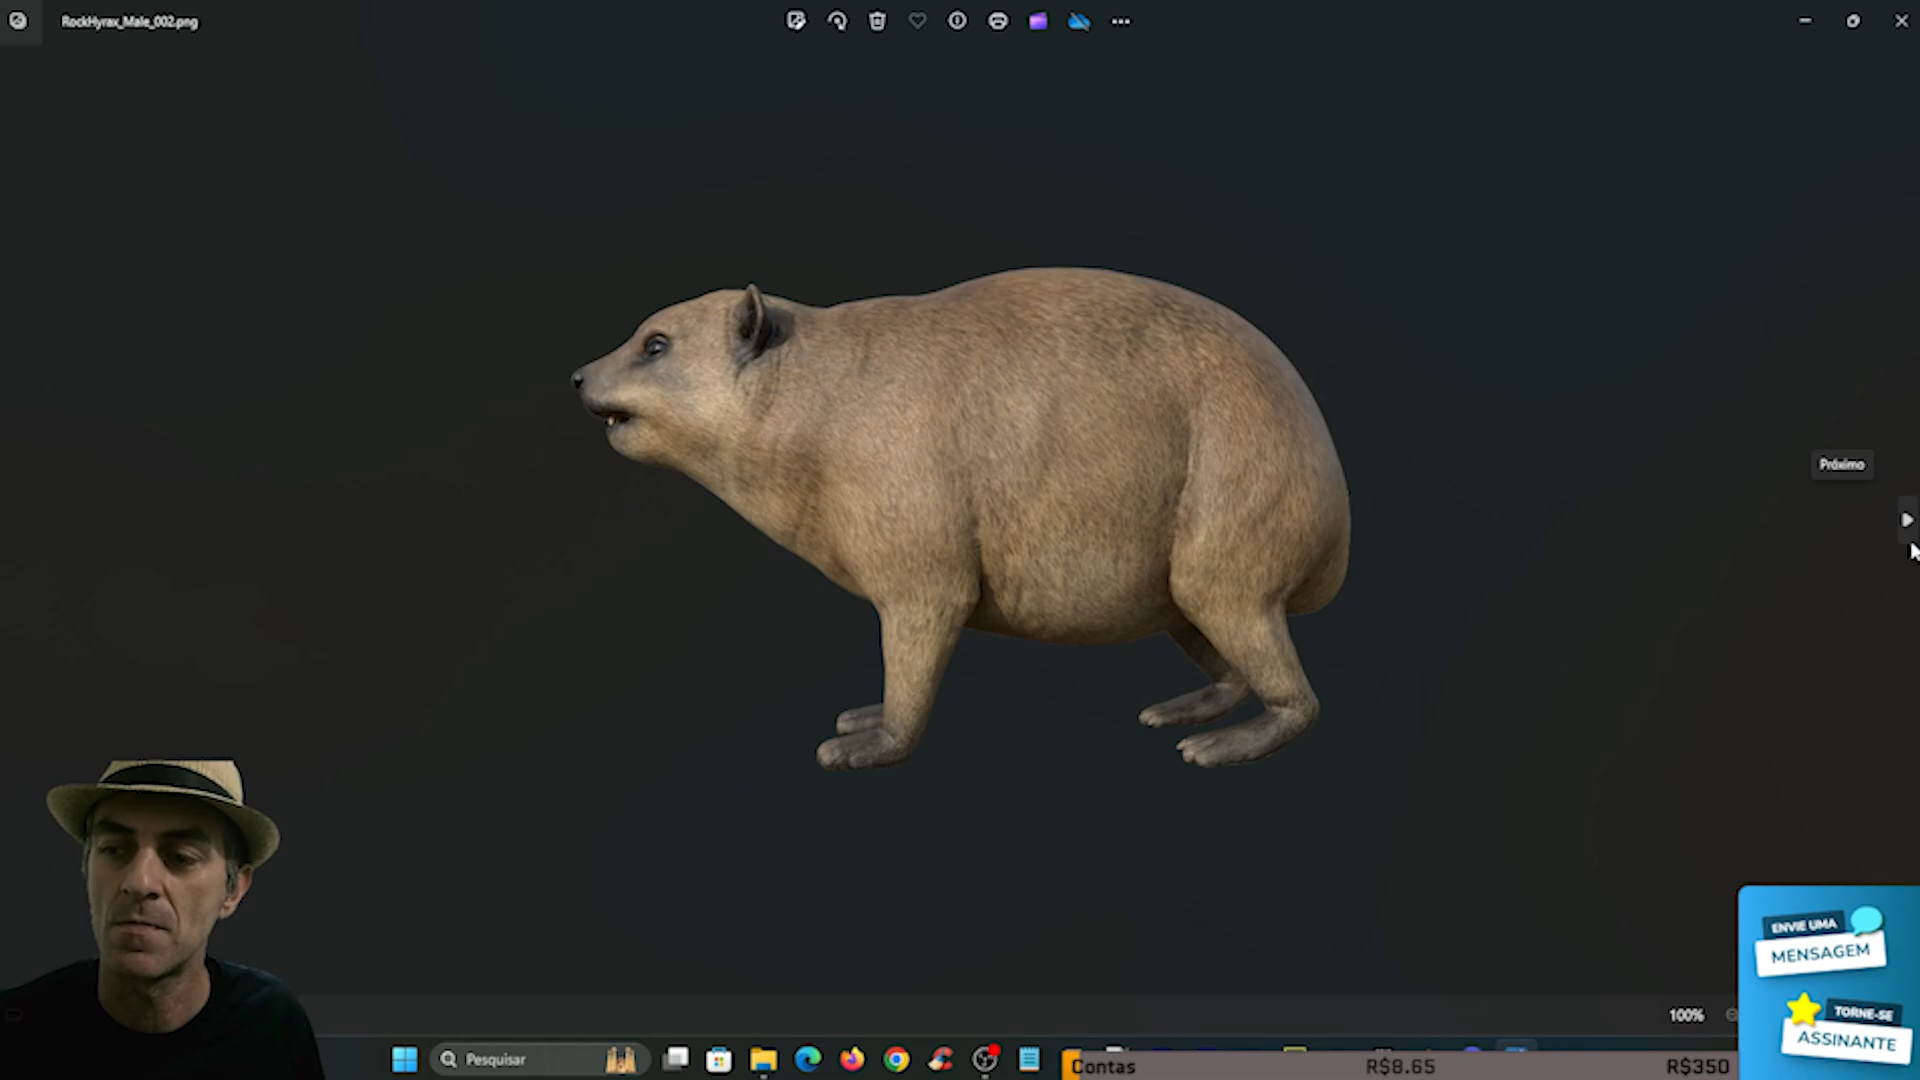 RockHyrax_Male_002.png
Próximo
ENVIE UMA
MENSAGEM
TORNE-SE
ASSINANTE
100%
Pesquisar
Contas
R$8.65
R$350